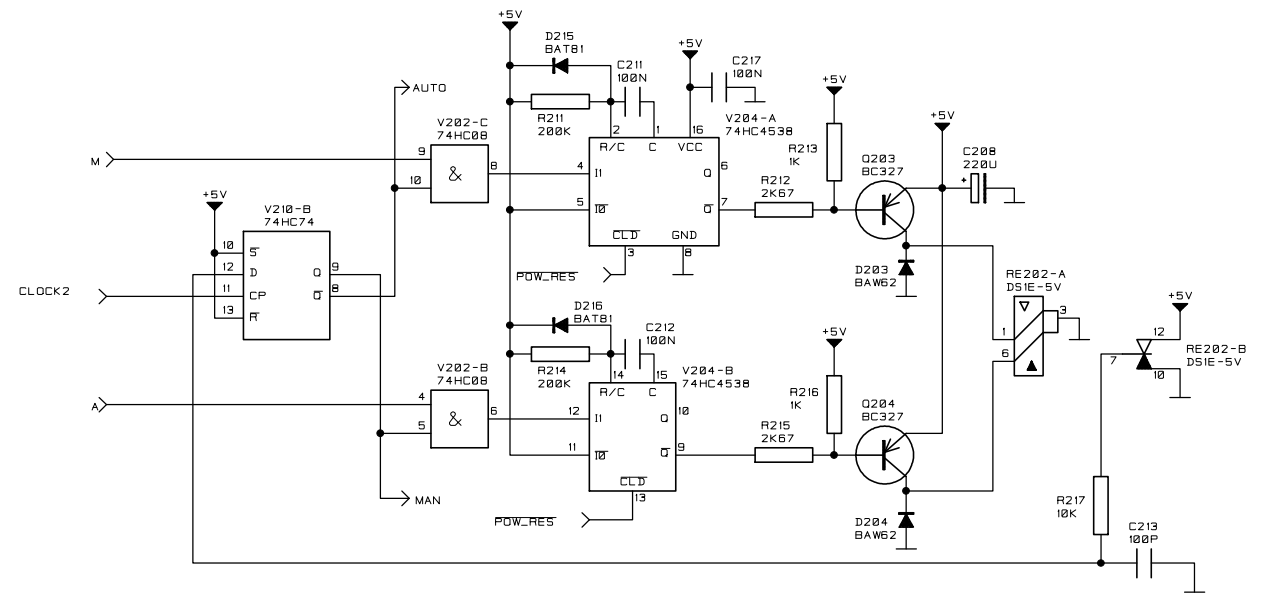 +5V
D215
BAT81
+5V
C217
100N
C211
100N
+5V
AUTO
R211
200K
V202-C
74HC08
V204-A
74HC4538
+5V
2
1
16
R/C
C
VCC
R213
1K
Q203
BC327
C208
220U
+
M
9
8
10
&
4
I1
Q
6
R212
2K67
+5V
V210-B
74HC74
5
I0
Q
7
CLD
GND
3
8
10
S
12
D
Q
9
CLOCK2
11
CP
Q
8
13
R
POW_RES
D203
BAW62
RE202-A
DS1E-5V
3
1
6
+5V
12
RE202-B
DS1E-5V
7
10
D216
BAT81
C212
100N
+5V
R214
200K
14
15
V204-B
74HC4538
R/C
C
V202-B
74HC08
R216
1K
Q204
BC327
A
4
6
5
&
12
I1
Q
10
R215
2K67
11
I0
Q
9
CLD
13
MAN
POW_RES
D204
BAW62
R217
10K
C213
100P